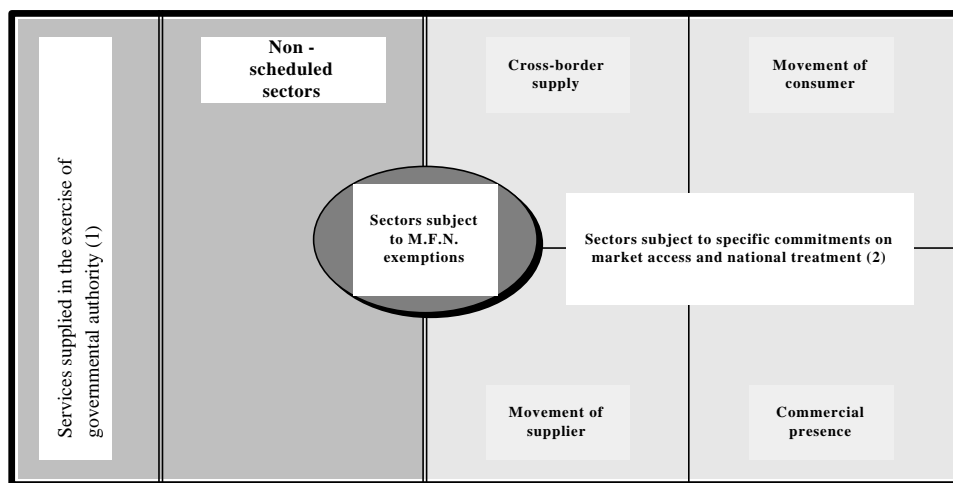 Services supplied in the exercise of
governmental authority (1)
Non -
scheduled
sectors
Cross-border
supply
Movement of
consumer
Sectors subject
to M.F.N.
exemptions
Sectors subject to specific commitments on
market access and national treatment (2)
Movement of
supplier
Commercial
presence